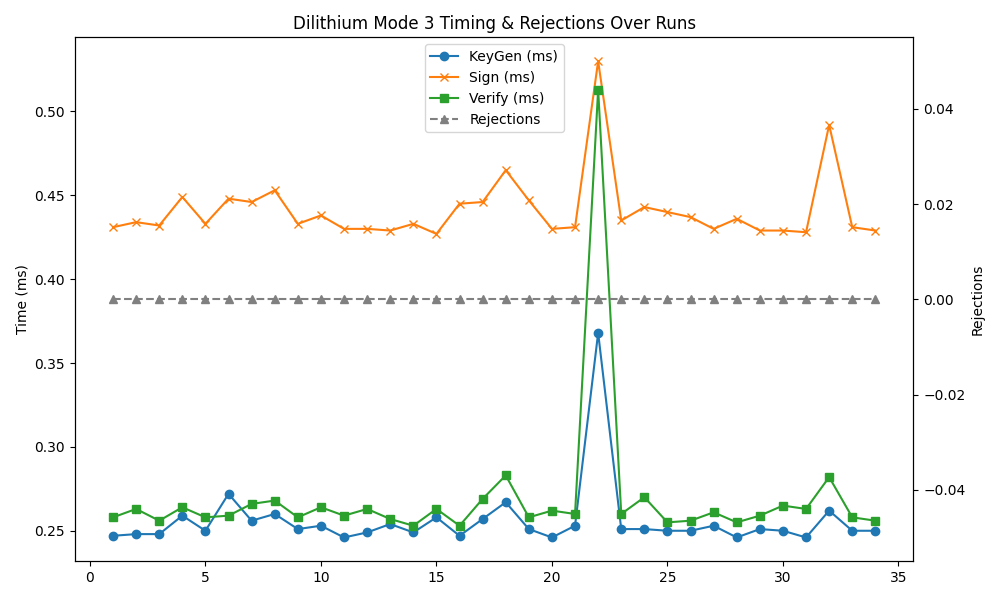 Dilithium Mode 3 Timing & Rejections Over Runs
KeyGen (ms)
Sign (ms)
Verify (ms)
Rejections
Time (ms)
0.50
0.45
0.40
0.35
0.30
0.25
0
5
10
15
20
25
30
35
0.04
0.02
0.00
−0.02
−0.04
Rejections